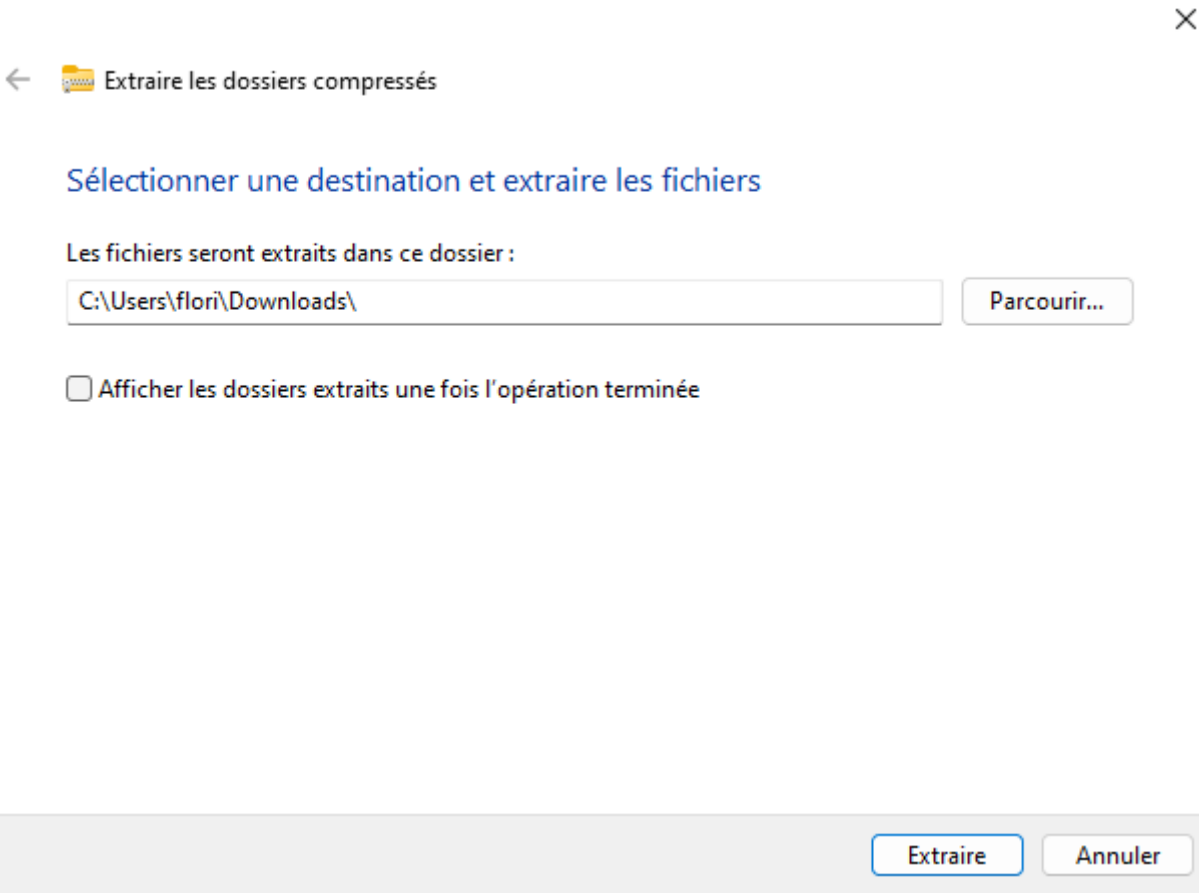 Extraire les dossiers compressés
Sélectionner une destination et extraire les fichiers
Les fichiers seront extraits dans ce dossier :
C:\Users\flori\Downloads\
Parcourir...
Afficher les dossiers extraits une fois l'opération terminée
Extraire
Annuler